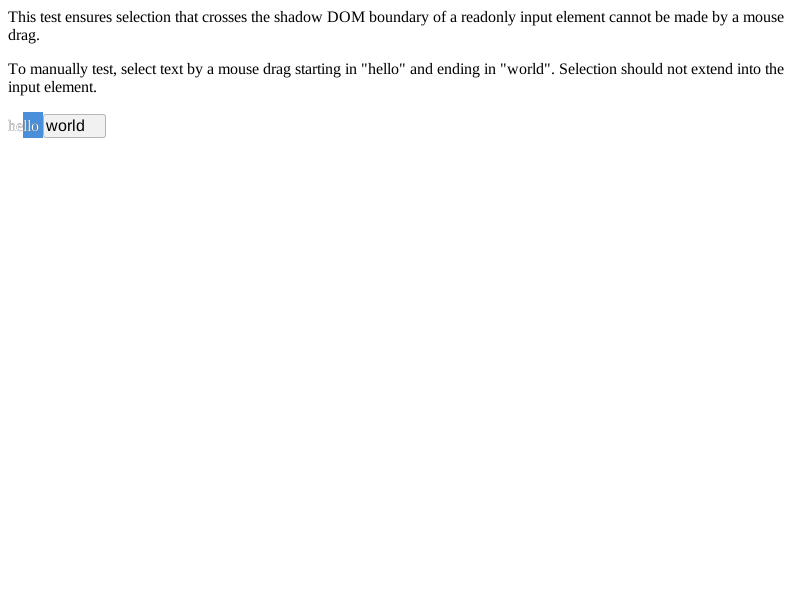 This test ensures selection that crosses the shadow DOM boundary of a readonly input element cannot be made by a mouse
drag.
To manually test, select text by a mouse drag starting in "hello" and ending in "world". Selection should not extend into the
input element.
hello world